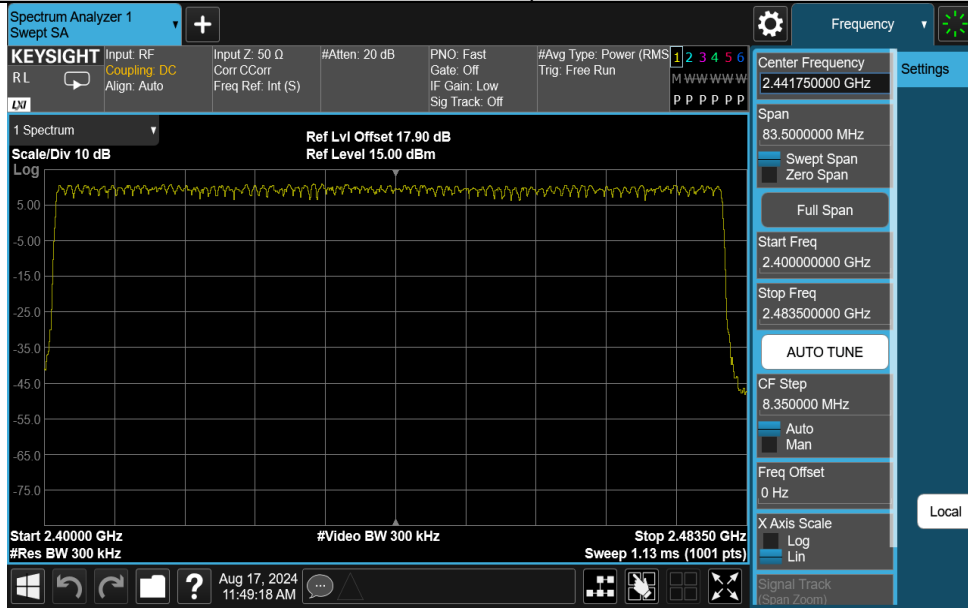 Spectrum Analyzer 1
Swept SA
+
Frequency
KEYSIGHT
RL
LXI
Input: RF
Coupling: DC
Align: Auto
Input Z: 50 Ω
Corr CCorr
Freq Ref: Int (S)
#Atten: 20 dB
PNO: Fast
Gate: Off
IF Gain: Low
Sig Track: Off
#Avg Type: Power (RMS
Trig: Free Run
1 2 3 4 5 6
M W W W W W
P P P P P P
1 Spectrum
Scale/Div 10 dB
Ref Lvl Offset 17.90 dB
Ref Level 15.00 dBm
Log
5.00
-5.00
-15.0
-25.0
-35.0
-45.0
-55.0
-65.0
-75.0
Start 2.40000 GHz
#Res BW 300 kHz
#Video BW 300 kHz
Stop 2.48350 GHz
Sweep 1.13 ms (1001 pts)
?
Aug 17, 2024
11:49:18 AM
Center Frequency
2.441750000 GHz
Span
83.5000000 MHz
Swept Span
Zero Span
Full Span
Start Freq
2.400000000 GHz
Stop Freq
2.483500000 GHz
AUTO TUNE
CF Step
8.350000 MHz
Auto
Man
Freq Offset
0 Hz
X Axis Scale
Log
Lin
Signal Track
(Span Zoom)
Settings
Local